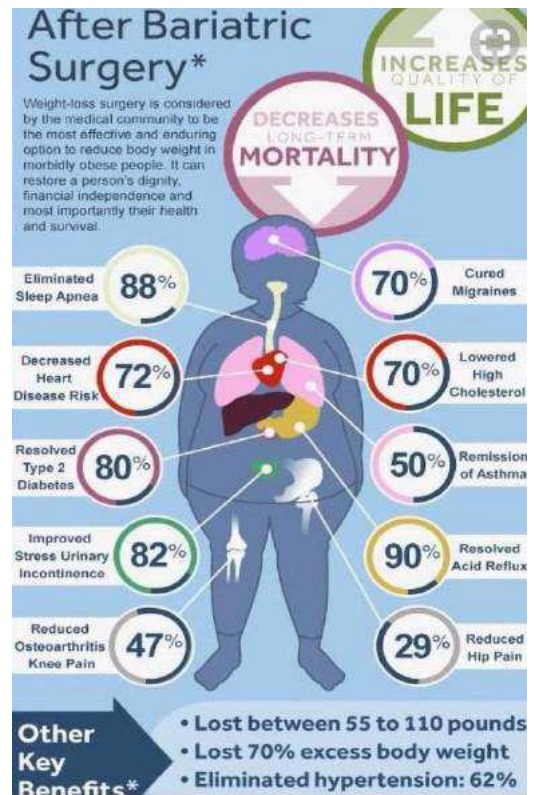 After Bariatric
Surgery*
Weight-loss surgery is considered
by the medical community to be
the most effective and enduring
option to reduce body weight in
morbidly obese people. It can
restore a person's dignity,
financial independence and
most importantly their health
and survival.
DECREASES
LONG-TERM
MORTALITY
INCREASES
QUALITY OF
LIFE
Eliminated
Sleep Apnea
88%
70%
Cured
Migraines
Decreased
Heart
Disease Risk
72%
70%
Lowered
High
Cholesterol
Resolved
Type 2
Diabetes
80%
50%
Remission
of Asthma
Improved
Stress Urinary
Incontinence
82%
90%
Resolved
Acid Reflux
Reduced
Osteoarthritis
Knee Pain
47%
29%
Reduced
Hip Pain
Other
Key
Benefits*
• Lost between 55 to 110 pounds
• Lost 70% excess body weight
• Eliminated hypertension: 62%